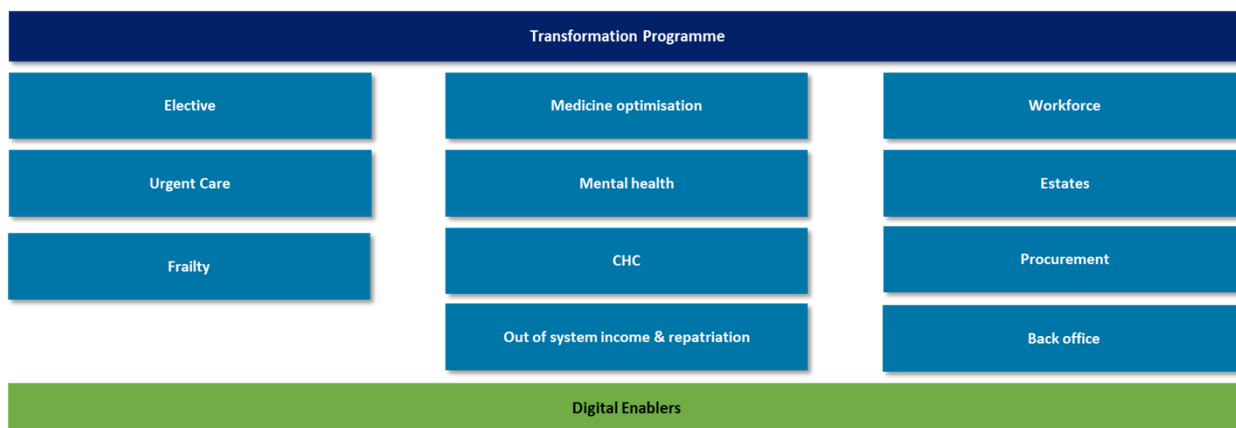 Transformation Programme
Elective
Medicine optimisation
Workforce
Urgent Care
Mental health
Estates
Frailty
CHC
Procurement
Out of system income & repatriation
Back office
Digital Enablers